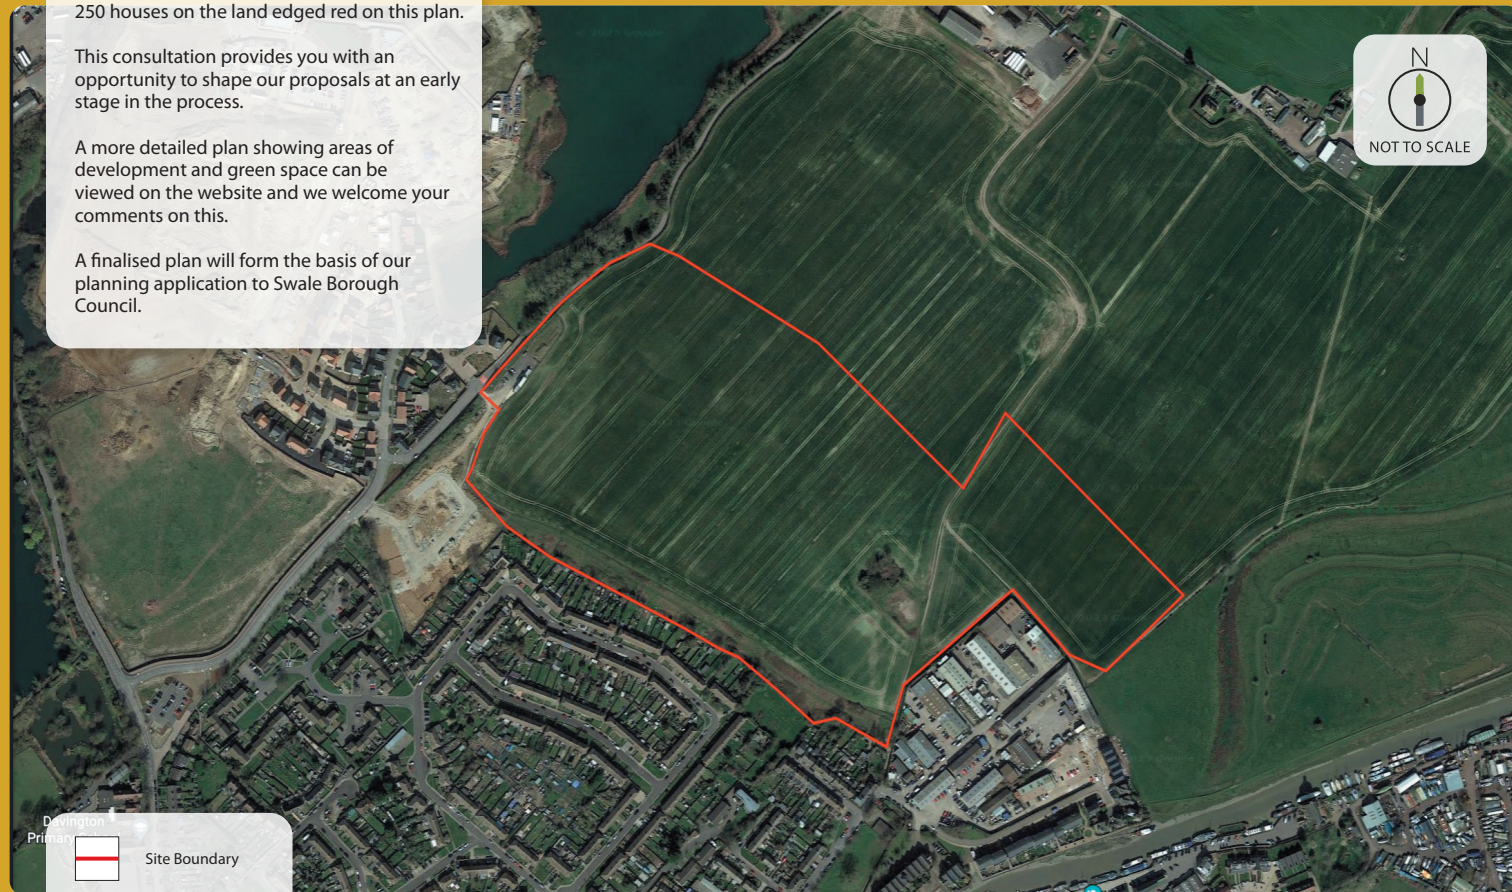 250 houses on the land edged red on this plan.
This consultation provides you with an
opportunity to shape our proposals at an early
stage in the process.
A more detailed plan showing areas of
development and green space can be
viewed on the website and we welcome your
comments on this.
A finalised plan will form the basis of our
planning application to Swale Borough
Council.
N
NOT TO SCALE
Davington
Primary
Site Boundary